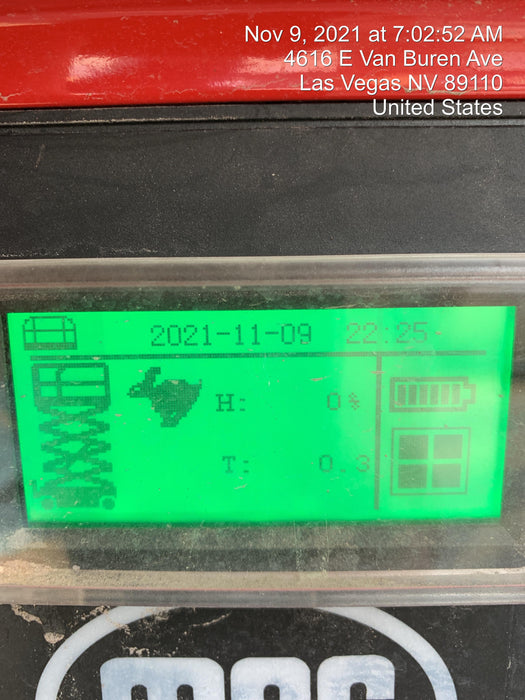 Nov 9, 2021 at 7:02:52 AM
4616 E Van Buren Ave
Las Vegas NV 89110
United States
2021-11-09 22:25
H: 0%
T: 0.3